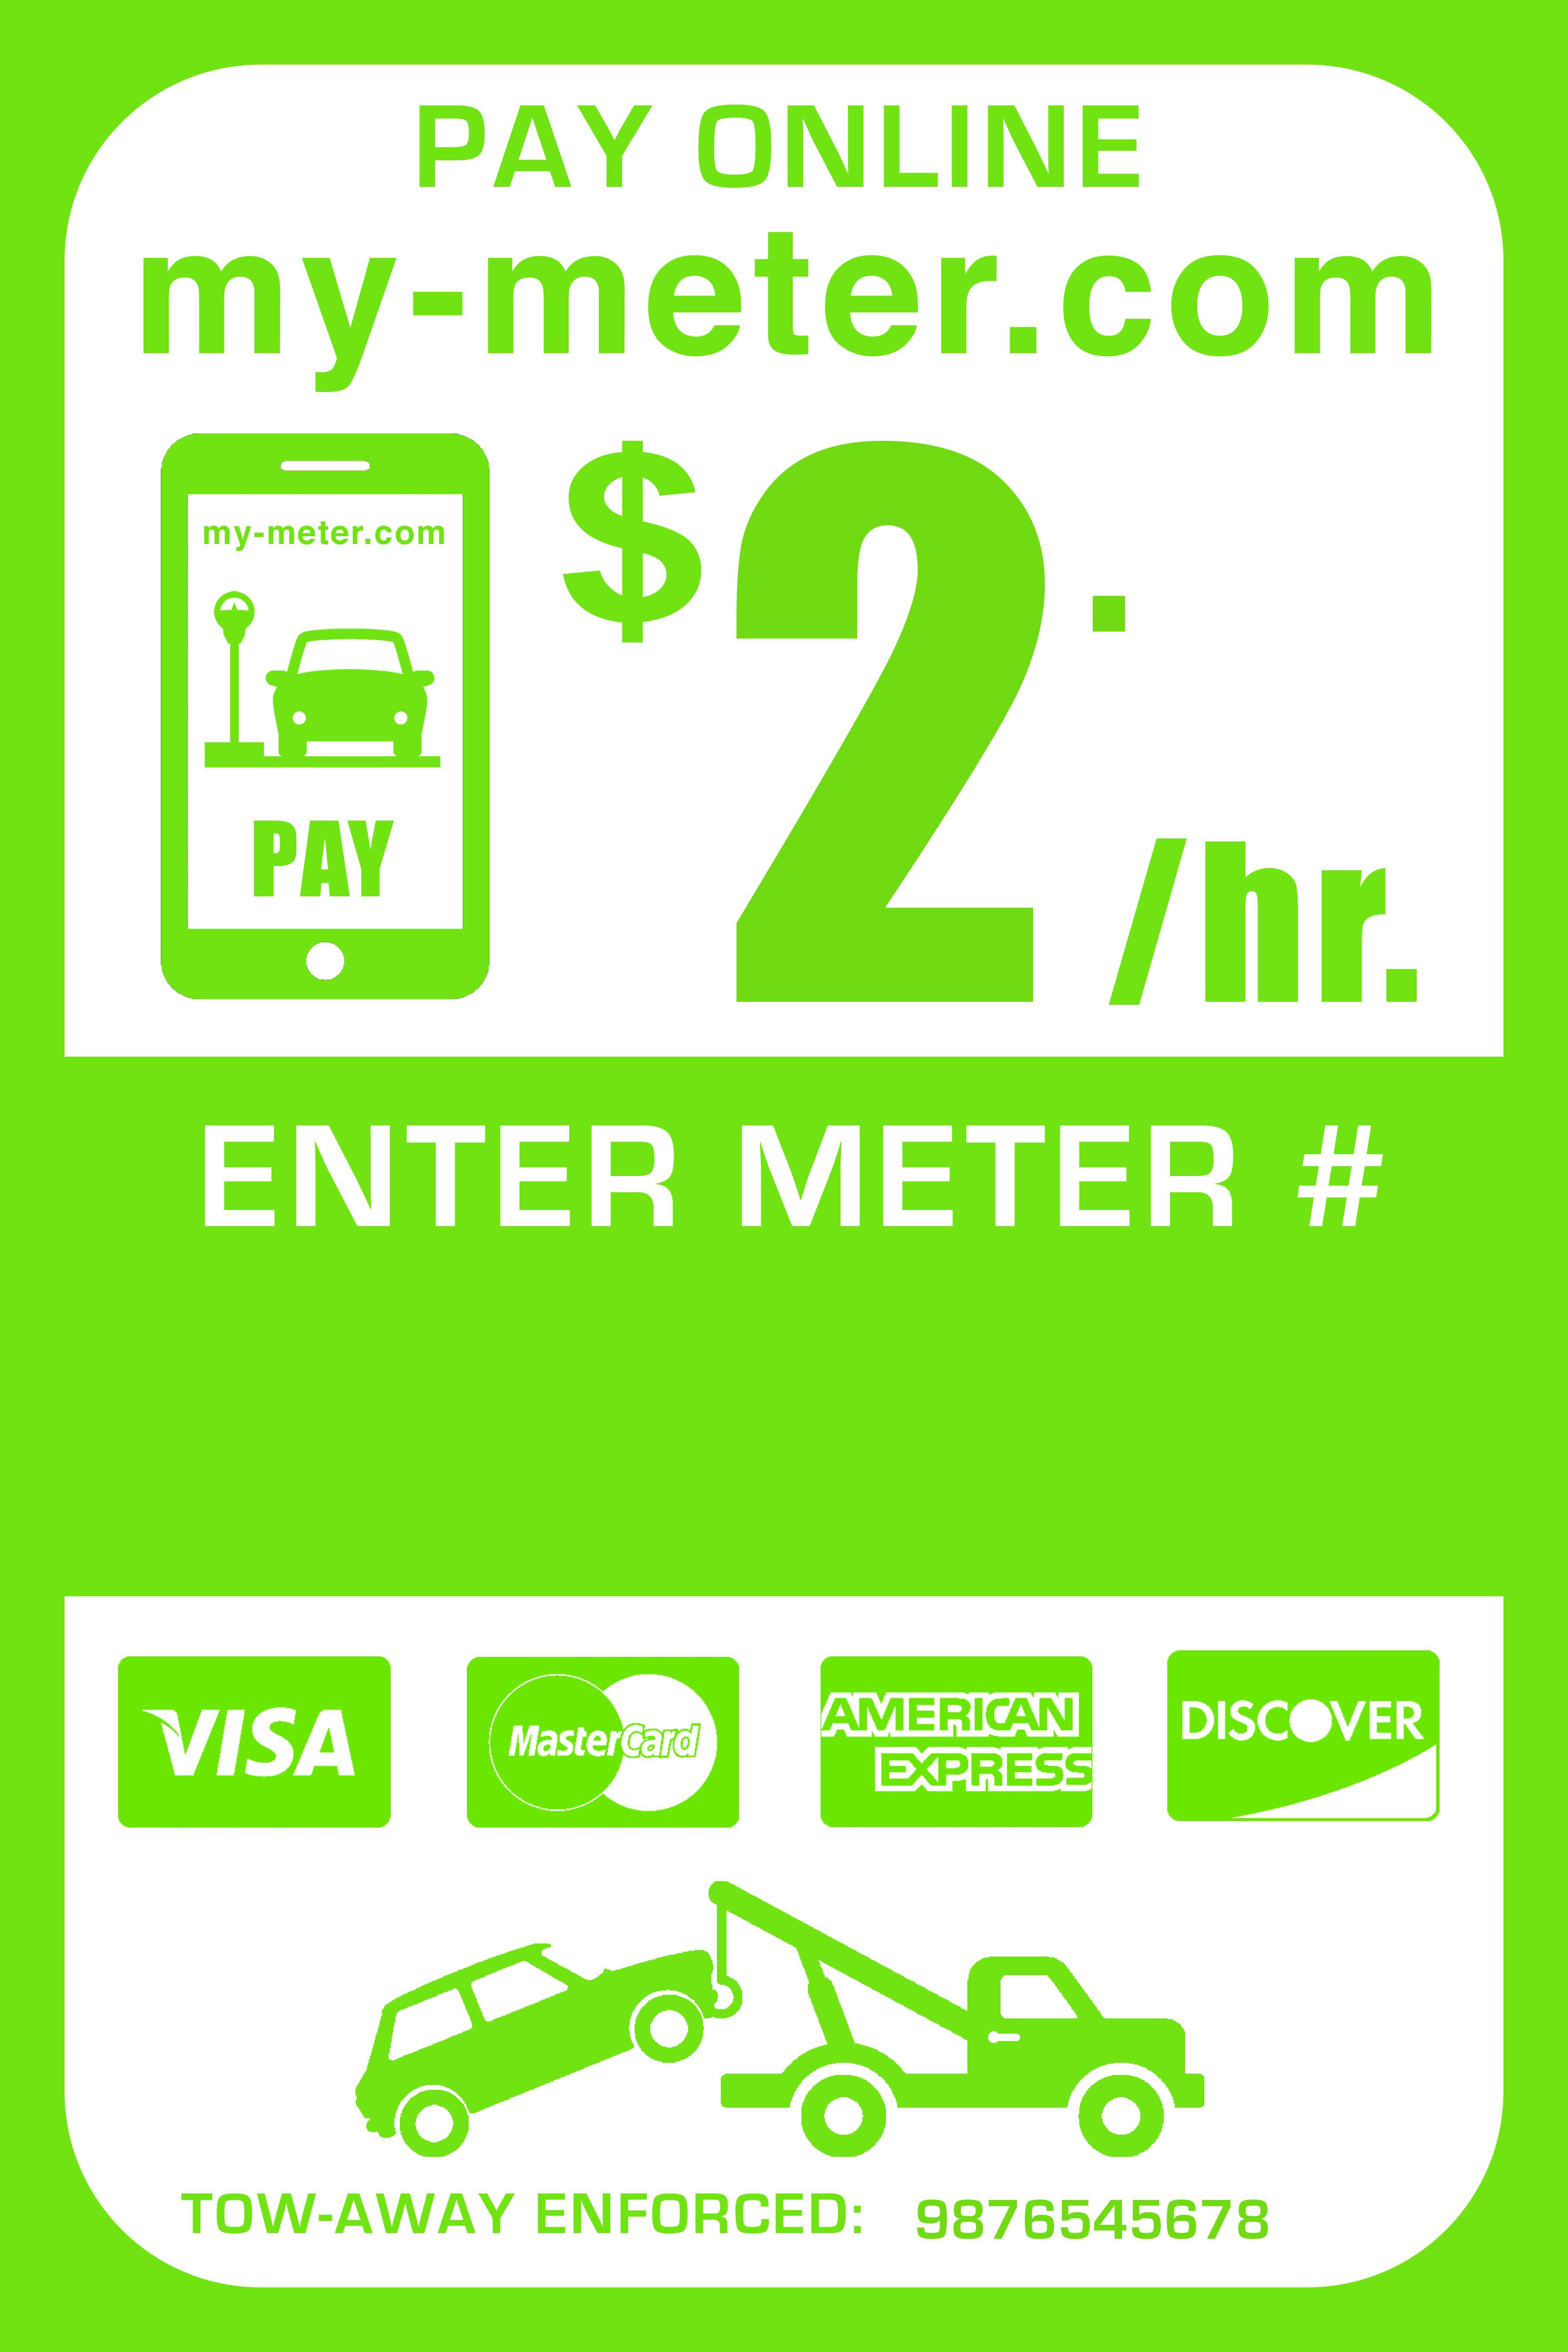 PAY ONLINE
my-meter.com
my-meter.com
PAY
$2.
/hr.
ENTER METER #
VISA
MasterCard
AMERICAN
EXPRESS
DISCOVER
TOW-AWAY ENFORCED: 9876545678